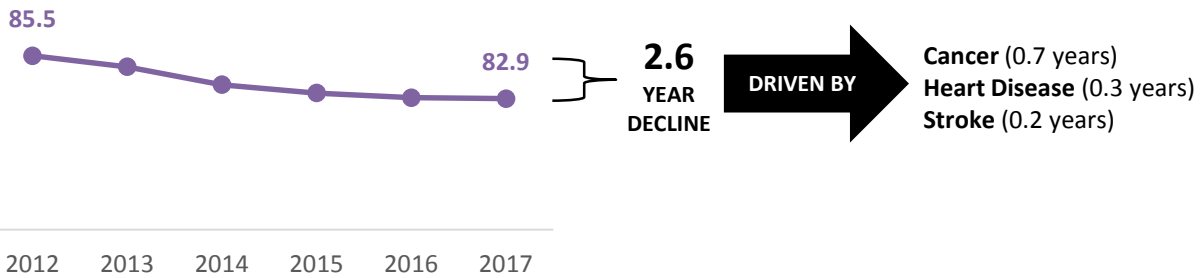 85.5
82.9
2.6
YEAR
DECLINE
DRIVEN BY
Cancer (0.7 years)
Heart Disease (0.3 years)
Stroke (0.2 years)
2012 2013 2014 2015 2016 2017